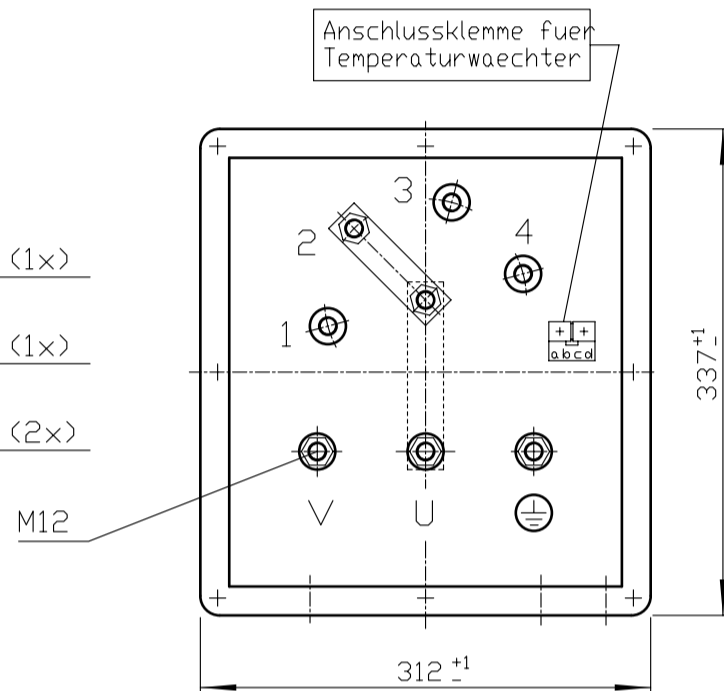 Anschlussklemme fuer
Temperaturwaechter
3
2
4
(1x)
1
(1x)
abcd
337 ±1
(2x)
M12
V
U
312 ±1